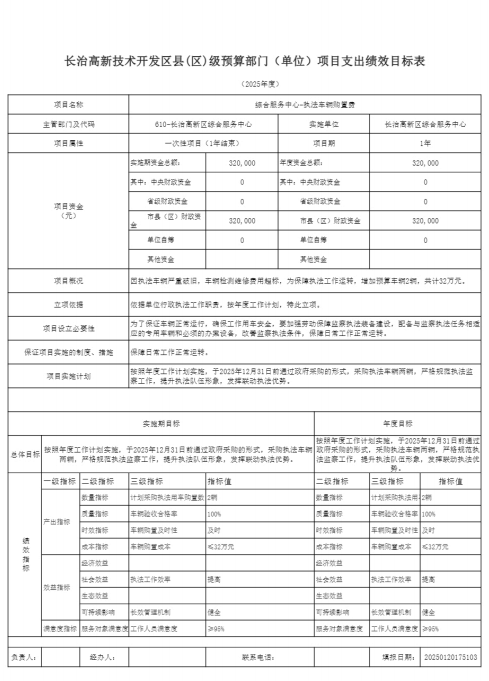 长治高新技术开发区县(区)级预算部门（单位）项目支出绩效目标表
（2025年度）
项目名称 综合服务中心-执法车辆购置费
主管部门及代码 610-长治高新区综合服务中心 实施单位 长治高新区综合服务中心
项目属性 一次性项目（1年结束） 项目期 1年
项目资金（元）
实施期资金总额： 320,000 年度资金总额： 320,000
其中：中央财政资金 0 其中：中央财政资金 0
省级财政资金 0 省级财政资金 0
市县（区）财政资金 320,000 市县（区）财政资金 320,000
单位自筹 0 单位自筹 0
其他资金 其他资金
项目概况 因执法车辆严重破旧，车辆检测维修费用超标，为保障执法工作运转，增加预算车辆2辆，共计32万元。
立项依据 依据单位行政执法工作职责，按年度工作计划，特此立项。
项目设立必要性 为了保证车辆正常运行，确保工作用车安全，要加强劳动保障监察执法装备建设，配备与监察执法任务相适
应的专用车辆和必须的办案设备，改善监察执法条件，保障日常工作正常运转。
保证项目实施的制度、措施 保障日常工作正常运转。
项目实施计划 按照年度工作计划实施，于2025年12月31日前通过政府采购的形式，采购执法车辆两辆，严格规范执法监
察工作，提升执法队伍形象，发挥联动执法优势。
实施期目标 年度目标
总体目标
按照年度工作计划实施，于2025年12月31日前通过政府采购的形式，采购执法车辆
两辆，严格规范执法监察工作，提升执法队伍形象，发挥联动执法优势。
按照年度工作计划实施，于2025年12月31日前通过
政府采购的形式，采购执法车辆两辆，严格规范执
法监察工作，提升执法队伍形象，发挥联动执法优
势。
绩效指标
一级指标 二级指标 三级指标 指标值 二级指标 三级指标 指标值
产出指标
数量指标 计划采购执法用车购置数 2辆 数量指标 计划采购执法用 2辆
质量指标 车辆验收合格率 100% 质量指标 车辆验收合格率 100%
时效指标 车辆购置及时性 及时 时效指标 车辆购置及时性 及时
成本指标 车辆购置成本 ≤32万元 成本指标 车辆购置成本 ≤32万元
效益指标
经济效益 经济效益
社会效益 执法工作效率 提高 社会效益 执法工作效率 提高
生态效益 生态效益
可持续影响 长效管理机制 健全 可持续影响 长效管理机制 健全
满意度指标 服务对象满意度 工作人员满意度 ≥95% 服务对象满意度 工作人员满意度 ≥95%
负责人： 经办人： 联系电话： 填报日期： 20250120175103